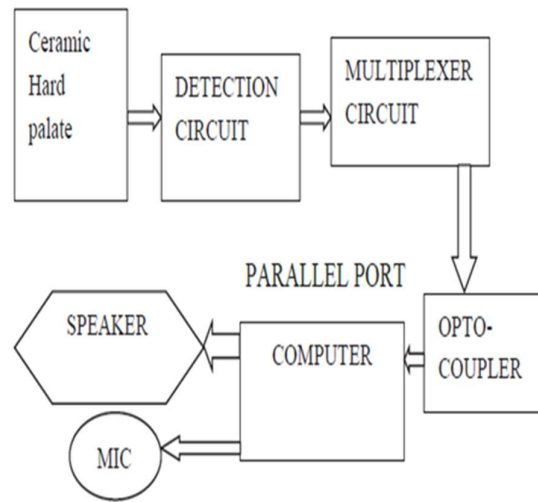 Ceramic
Hard
palate
DETECTION
CIRCUIT
MULTIPLEXER
CIRCUIT
PARALLEL PORT
SPEAKER
COMPUTER
OPTO-
COUPLER
MIC